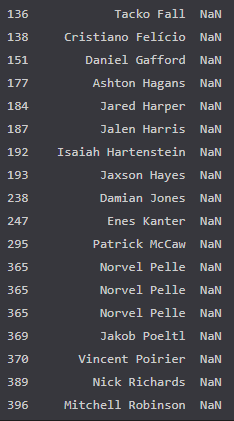 136 Tacko Fall NaN
138 Cristiano Felício NaN
151 Daniel Gafford NaN
177 Ashton Hagans NaN
184 Jared Harper NaN
187 Jalen Harris NaN
192 Isaiah Hartenstein NaN
193 Jaxson Hayes NaN
238 Damian Jones NaN
247 Enes Kanter NaN
295 Patrick McCaw NaN
365 Norvel Pelle NaN
365 Norvel Pelle NaN
365 Norvel Pelle NaN
369 Jakob Poeltl NaN
370 Vincent Poirier NaN
389 Nick Richards NaN
396 Mitchell Robinson NaN